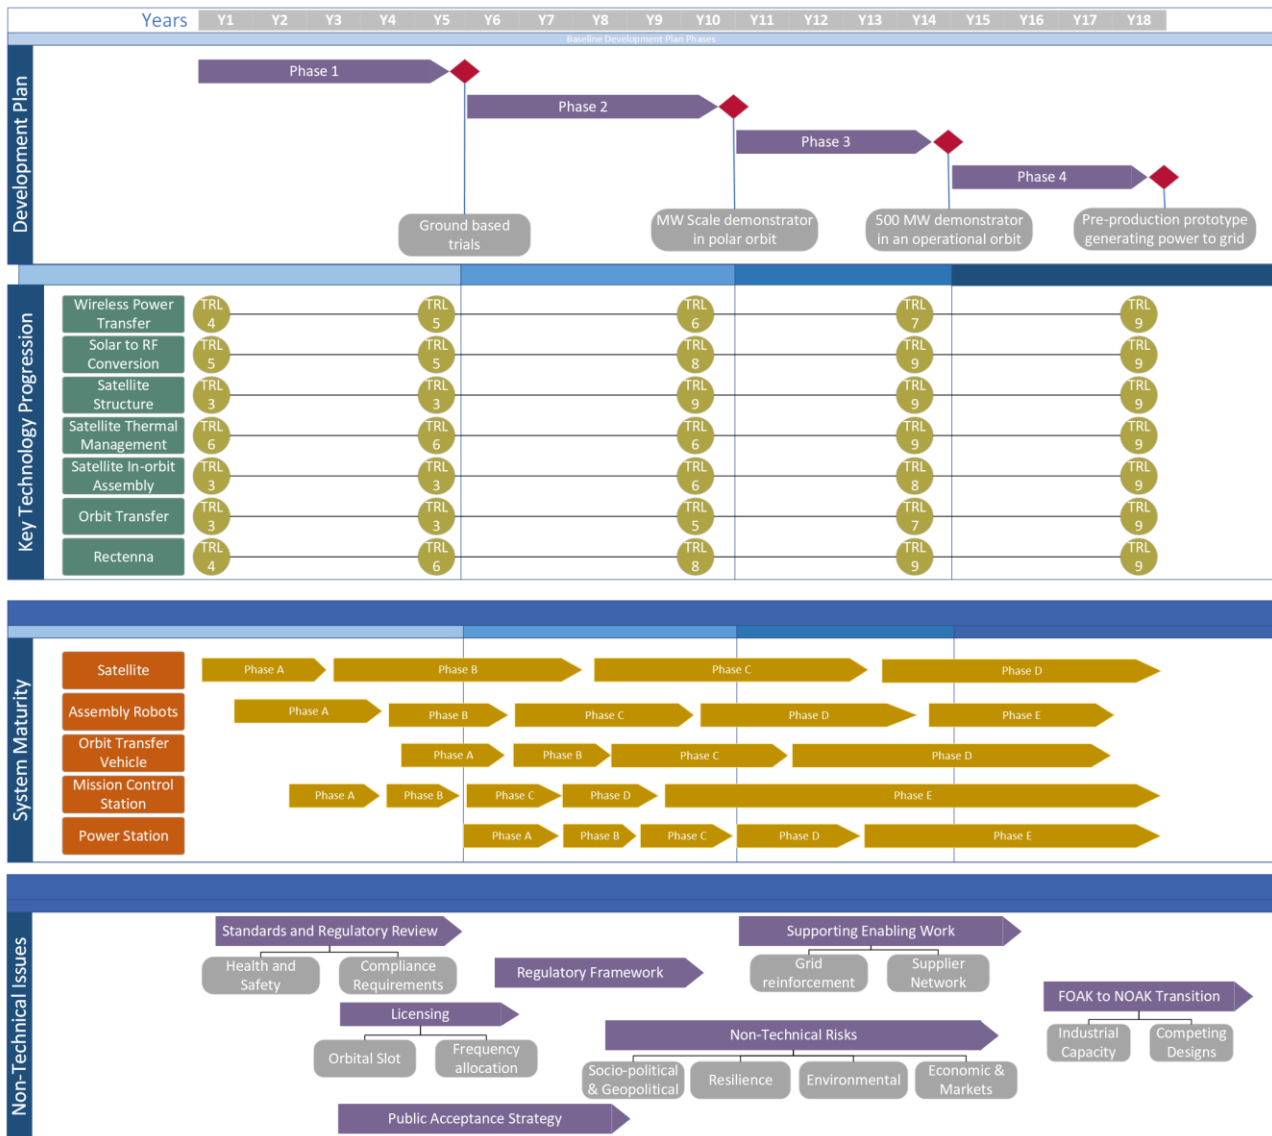 Years Y1 Y2 Y3 Y4 Y5 Y6 Y7 Y8 Y9 Y10 Y11 Y12 Y13 Y14 Y15 Y16 Y17 Y18
Baseline Development Plan Phases
Development Plan
Phase 1
Phase 2
Phase 3
Phase 4
Ground based
trials
MW Scale demonstrator
in polar orbit
500 MW demonstrator
in an operational orbit
Pre-production prototype
generating power to grid
Key Technology Progression
Wireless Power
Transfer
TRL
4
TRL
5
TRL
6
TRL
7
TRL
9
Solar to RF
Conversion
TRL
5
TRL
5
TRL
8
TRL
9
TRL
9
Satellite
Structure
TRL
3
TRL
3
TRL
9
TRL
9
TRL
9
Satellite Thermal
Management
TRL
6
TRL
6
TRL
6
TRL
9
TRL
9
Satellite In-orbit
Assembly
TRL
3
TRL
3
TRL
6
TRL
8
TRL
9
Orbit Transfer
TRL
3
TRL
3
TRL
5
TRL
7
TRL
9
Rectenna
TRL
4
TRL
6
TRL
8
TRL
9
TRL
9
System Maturity
Satellite
Phase A
Phase B
Phase C
Phase D
Assembly Robots
Phase A
Phase B
Phase C
Phase D
Phase E
Orbit Transfer
Vehicle
Phase A
Phase B
Phase C
Phase D
Mission Control
Station
Phase A
Phase B
Phase C
Phase D
Phase E
Power Station
Phase A
Phase B
Phase C
Phase D
Phase E
Non-Technical Issues
Standards and Regulatory Review
Health and
Safety
Compliance
Requirements
Regulatory Framework
Supporting Enabling Work
Grid
reinforcement
Supplier
Network
Licensing
Orbital Slot
Frequency
allocation
Non-Technical Risks
Socio-political
& Geopolitical
Resilience
Environmental
Economic &
Markets
FOAK to NOAK Transition
Industrial
Capacity
Competing
Designs
Public Acceptance Strategy